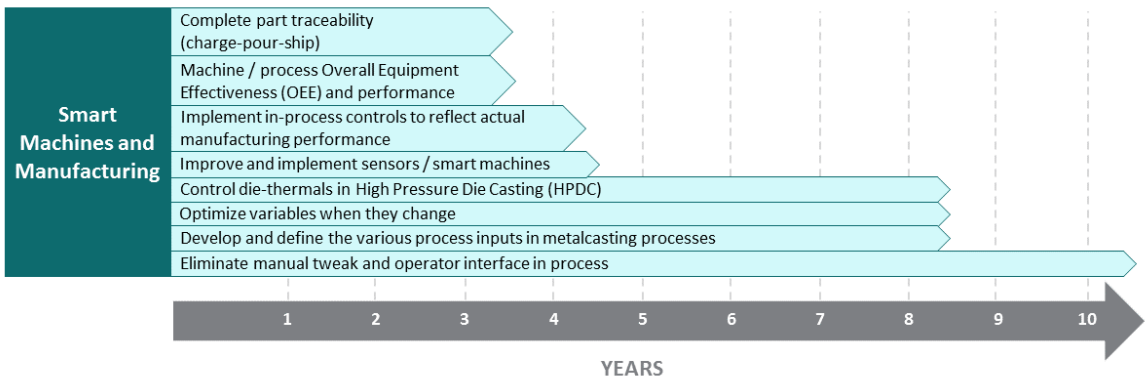 Smart
Machines and
Manufacturing
Complete part traceability
(charge-pour-ship)
Machine / process Overall Equipment
Effectiveness (OEE) and performance
Implement in-process controls to reflect actual
manufacturing performance
Improve and implement sensors / smart machines
Control die-thermals in High Pressure Die Casting (HPDC)
Optimize variables when they change
Develop and define the various process inputs in metalcasting processes
Eliminate manual tweak and operator interface in process
1 2 3 4 5 6 7 8 9 10
YEARS